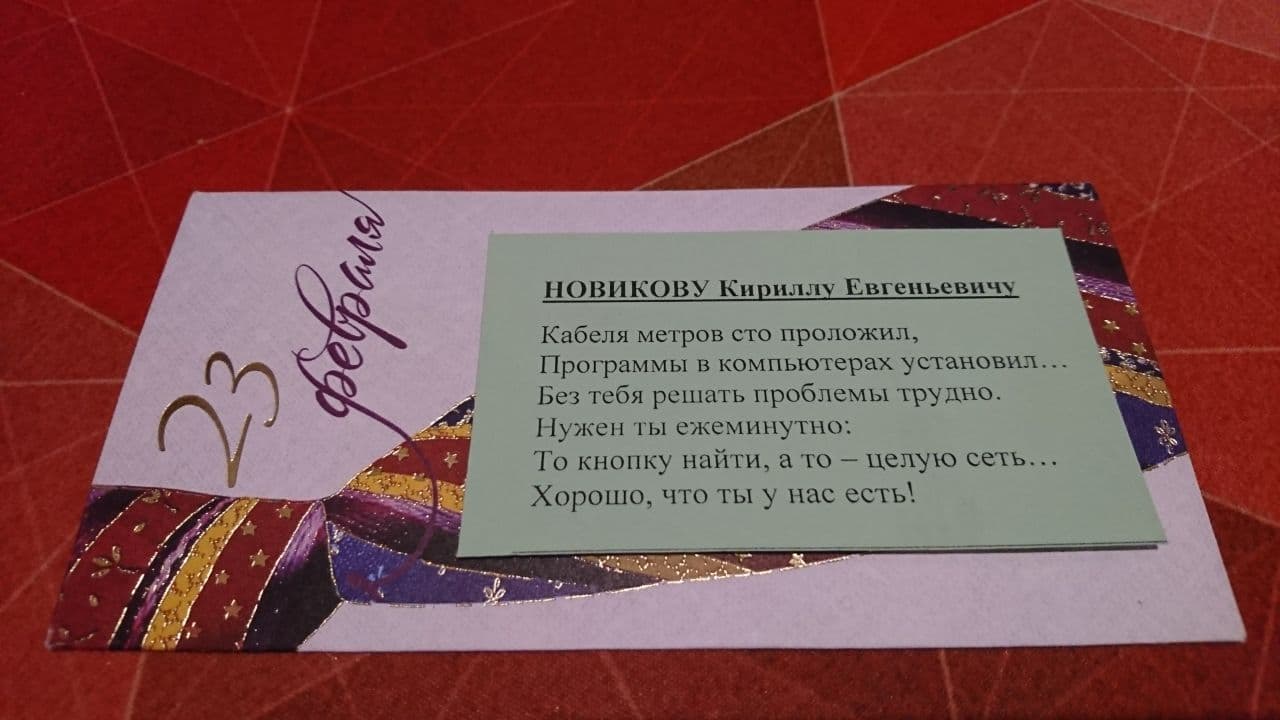 23
февраля
НОВИКОВУ Кириллу Евгеньевичу
Кабеля метров сто проложил,
Программы в компьютерах установил…
Без тебя решать проблемы трудно.
Нужен ты ежеминутно:
То кнопку найти, а то – целую сеть…
Хорошо, что ты у нас есть!